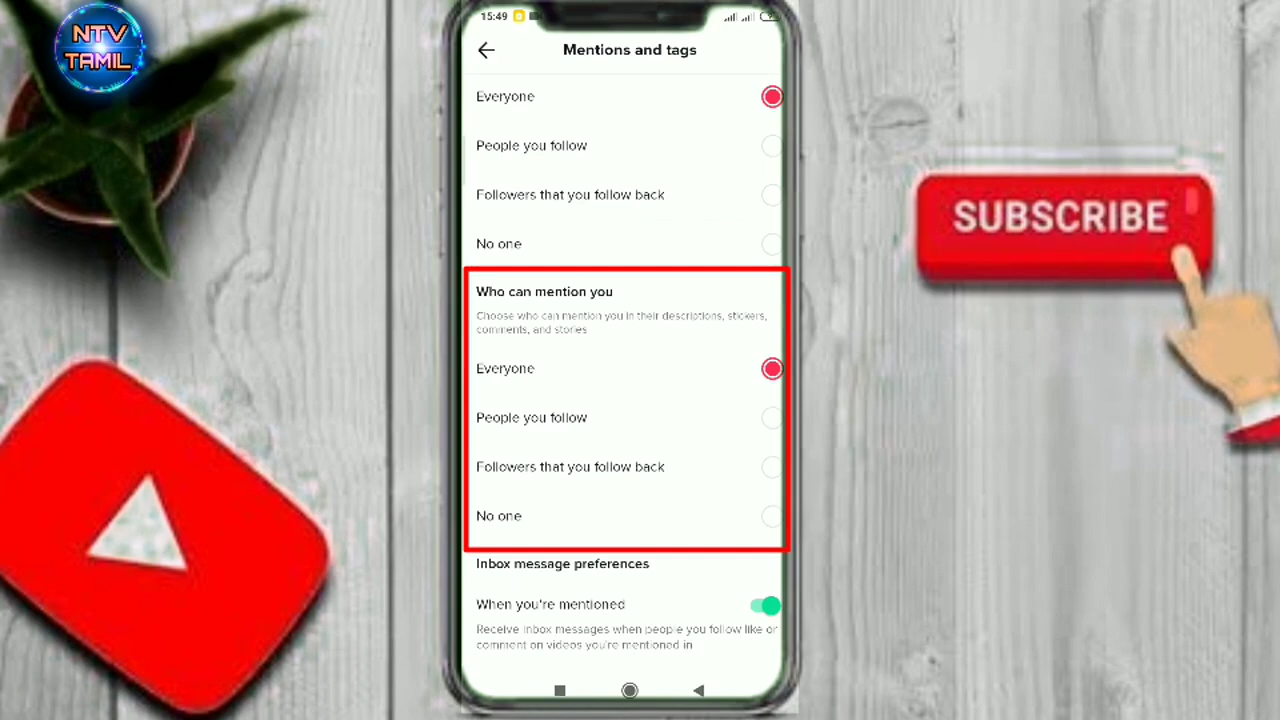 NTV
TAMIL
15:49
Mentions and tags
Everyone
People you follow
Followers that you follow back
No one
Who can mention you
Choose who can mention you in their descriptions, stickers,
comments, and stories
Everyone
People you follow
Followers that you follow back
No one
Inbox message preferences
When you're mentioned
Receive inbox messages when people you follow like or
comment on videos you're mentioned in
SUBSCRIBE